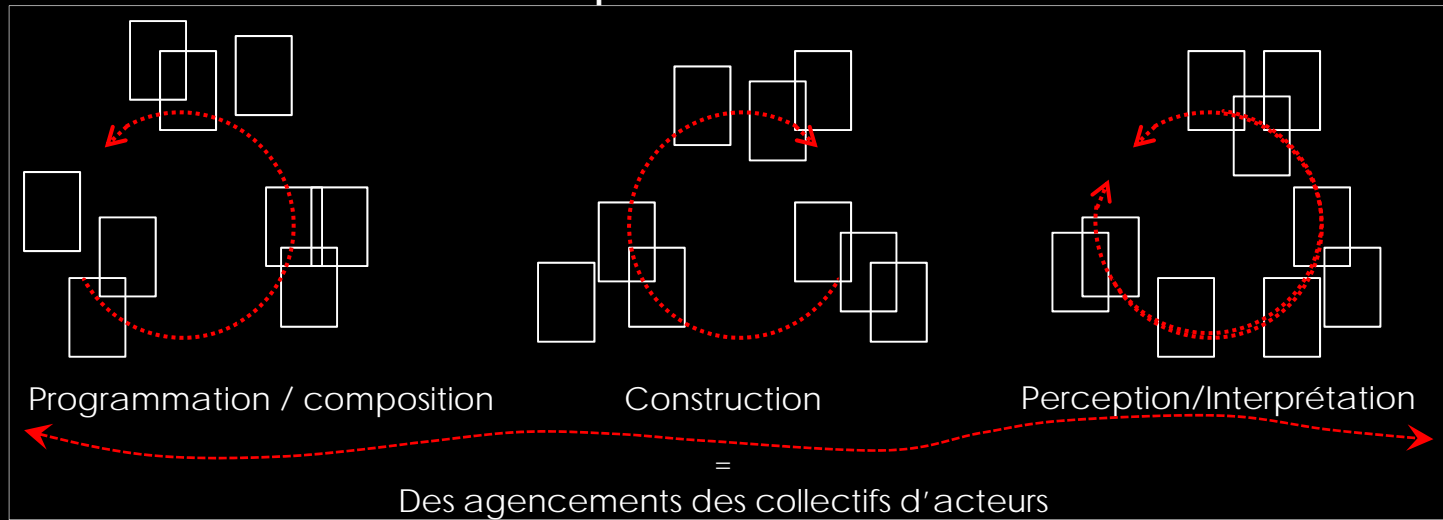 Programmation / composition
Construction
Perception/Interprétation
=
Des agencements des collectifs d’acteurs